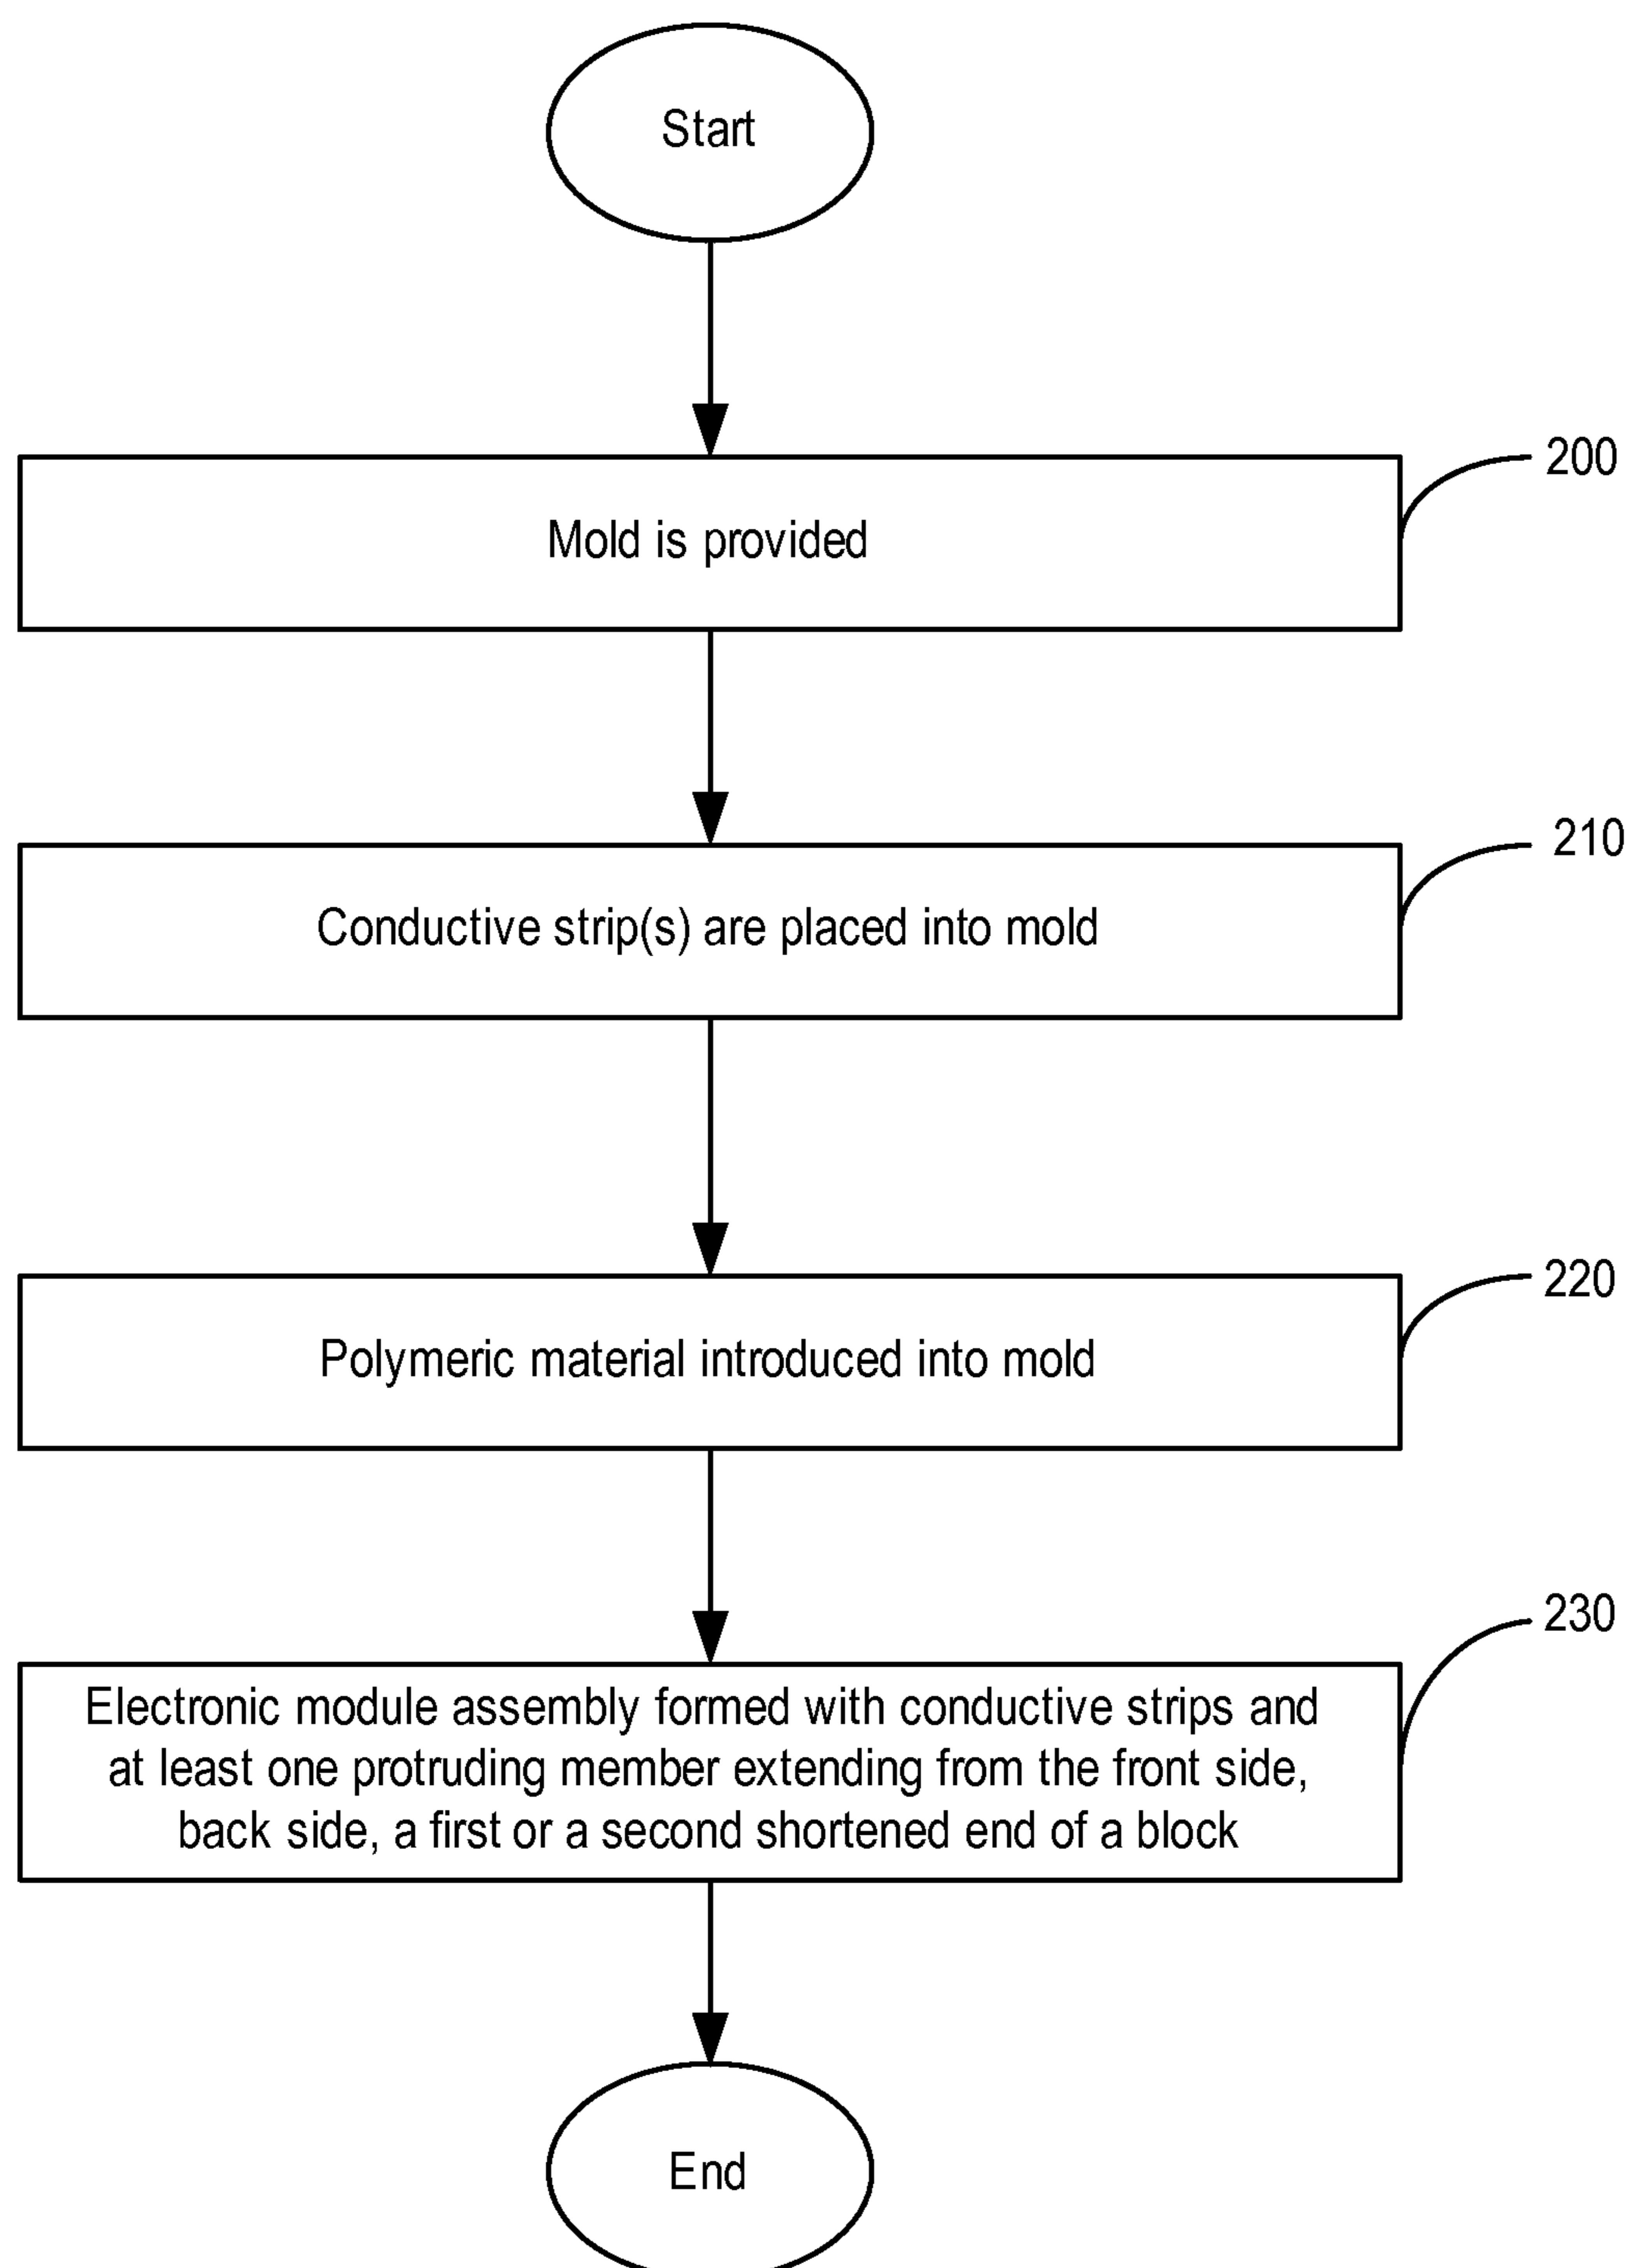 Start
200
Mold is provided
210
Conductive strip(s) are placed into mold
220
Polymeric material introduced into mold
230
Electronic module assembly formed with conductive strips and
at least one protruding member extending from the front side,
back side, a first or a second shortened end of a block
End